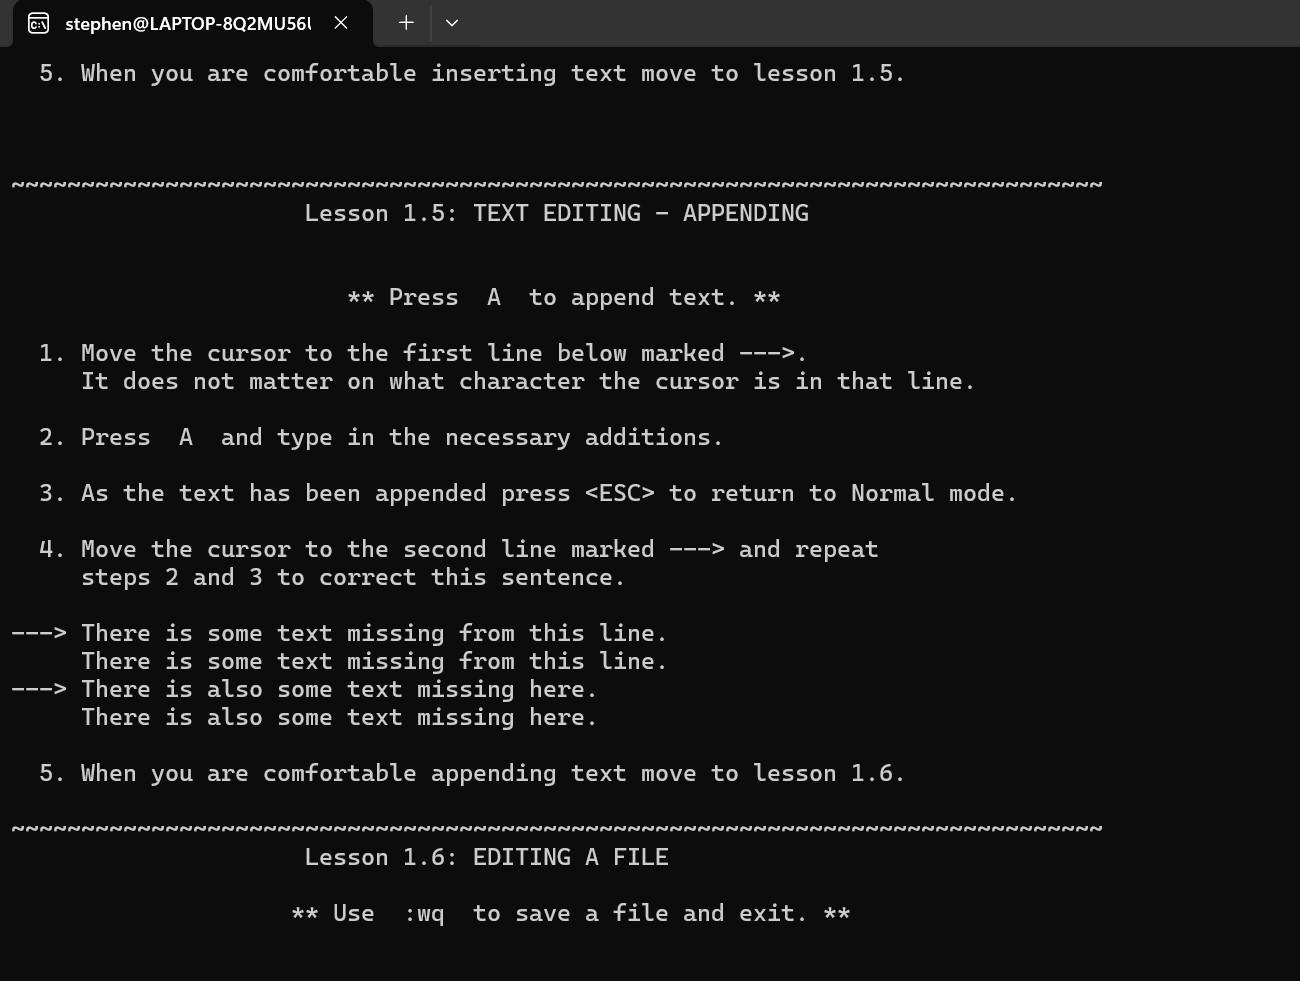 stephen@LAPTOP-8Q2MU56
5. When you are comfortable inserting text move to lesson 1.5.
~~~~~~~~~~~~~~~~~~~~~~~~~~~~~~~~~~~~~~~~~~~~~~~~~~~~~~~~~~~~~~~~~~~~~~~~~~~~~~
Lesson 1.5: TEXT EDITING - APPENDING
** Press  A  to append text. **
1. Move the cursor to the first line below marked --->.
It does not matter on what character the cursor is in that line.
2. Press  A  and type in the necessary additions.
3. As the text has been appended press <ESC> to return to Normal mode.
4. Move the cursor to the second line marked ---> and repeat
steps 2 and 3 to correct this sentence.
---> There is some text missing from this line.
There is some text missing from this line.
---> There is also some text missing here.
There is also some text missing here.
5. When you are comfortable appending text move to lesson 1.6.
~~~~~~~~~~~~~~~~~~~~~~~~~~~~~~~~~~~~~~~~~~~~~~~~~~~~~~~~~~~~~~~~~~~~~~~~~~~~~~
Lesson 1.6: EDITING A FILE
** Use  :wq  to save a file and exit. **